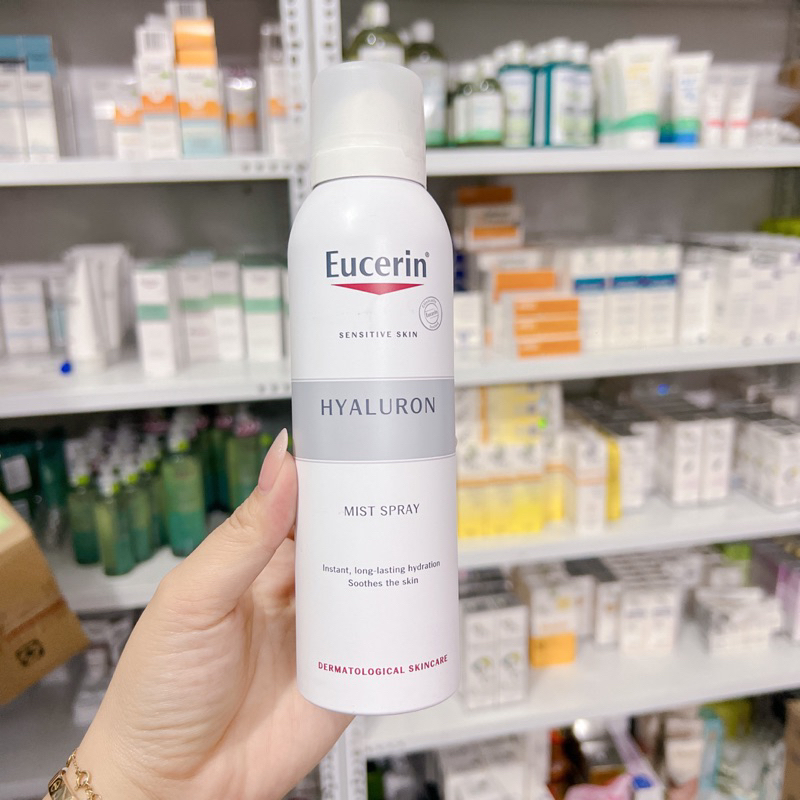 Eucerin®
SENSITIVE SKIN
HYALURON
MIST SPRAY
Instant, long-lasting hydration
Soothes the skin
DERMATOLOGICAL SKINCARE